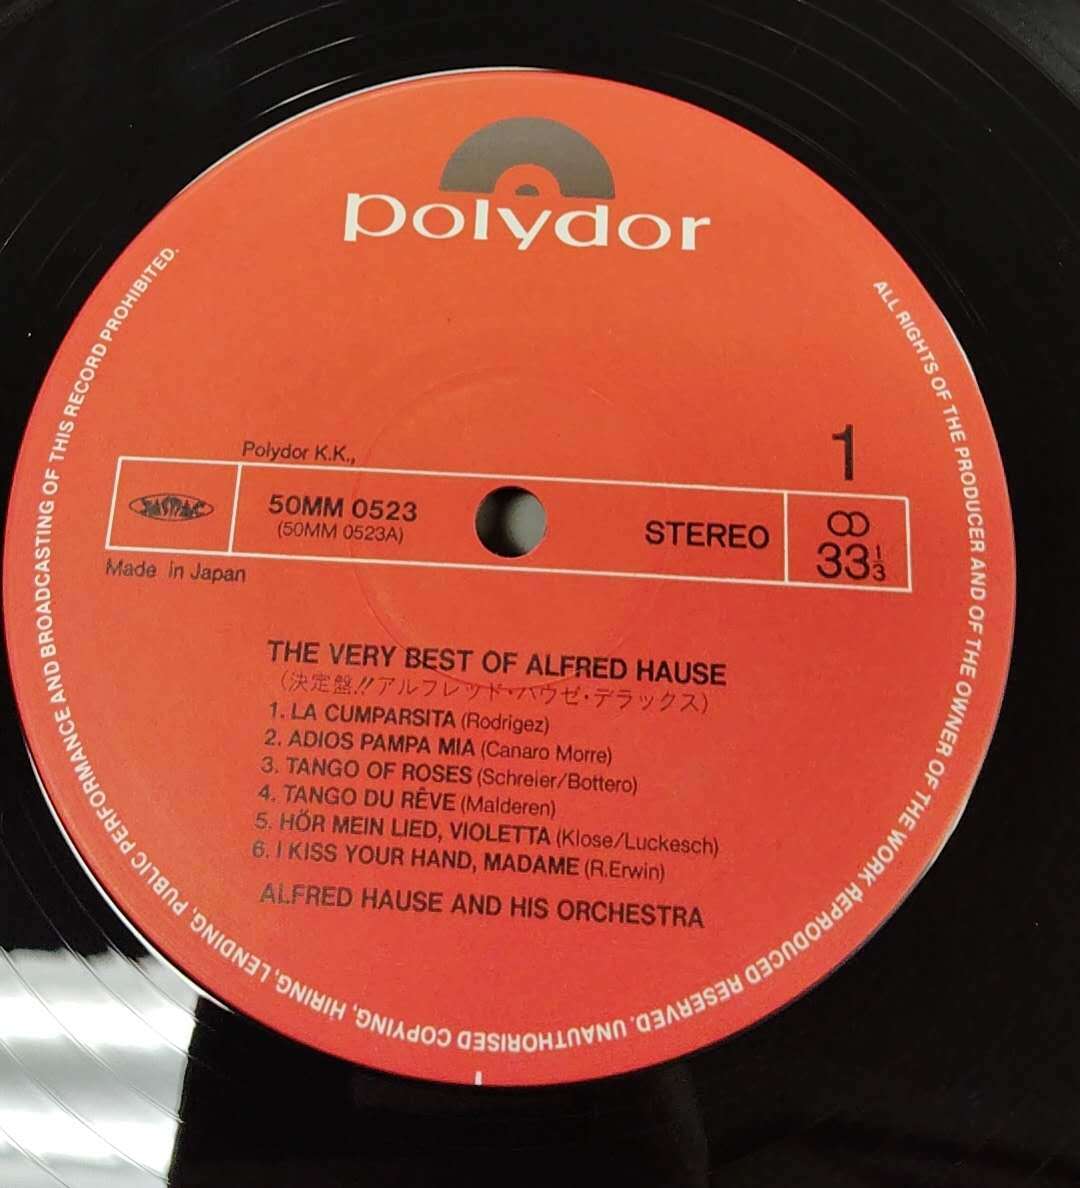 polydor
1
Polydor K.K.,
JASRAC
50MM 0523
(50MM 0523A)
STEREO
33 1/3
Made in Japan
THE VERY BEST OF ALFRED HAUSE
(決定盤!!アルフレッド・ハウゼ・デラックス)
1. LA CUMPARSITA (Rodrigez)
2. ADIOS PAMPA MIA (Canaro Morre)
3. TANGO OF ROSES (Schreier/Bottero)
4. TANGO DU RÊVE (Malderen)
5. HÖR MEIN LIED, VIOLETTA (Klose/Luckesch)
6. I KISS YOUR HAND, MADAME (R.Erwin)
ALFRED HAUSE AND HIS ORCHESTRA
ALL RIGHTS OF THE PRODUCER AND OF THE OWNER OF THE WORK REPRODUCED RESERVED. UNAUTHORISED COPYING, HIRING, LENDING, PUBLIC PERFORMANCE AND BROADCASTING OF THIS RECORD PROHIBITED.